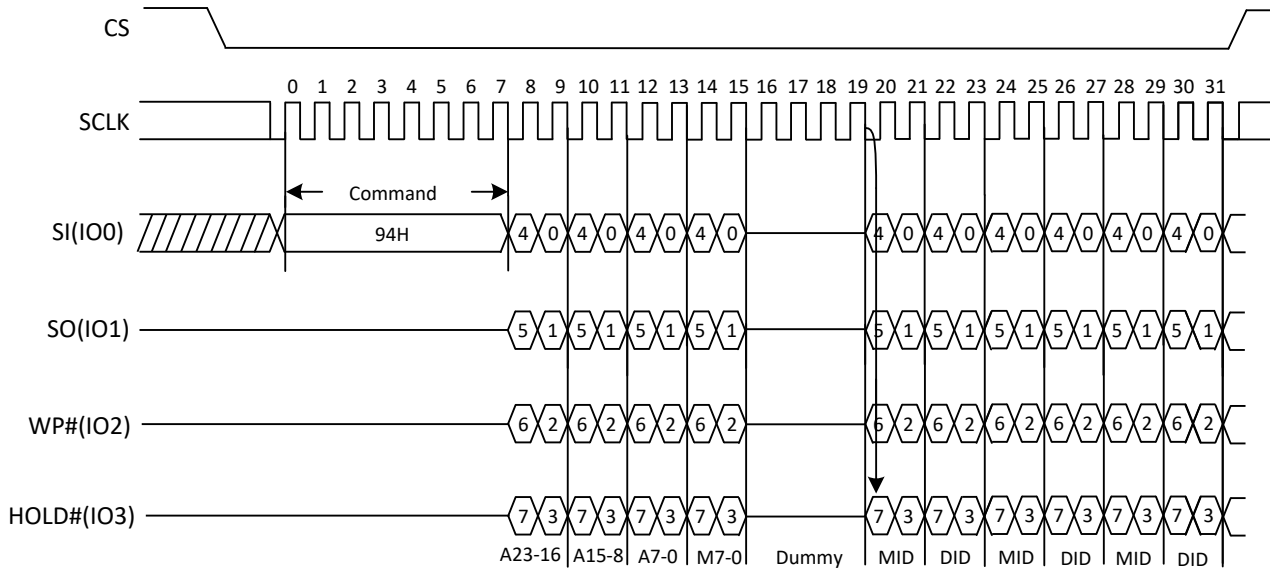 CS
0 1 2 3 4 5 6 7 8 9 10 11 12 13 14 15 16 17 18 19 20 21 22 23 24 25 26 27 28 29 30 31
SCLK
Command
SI(IO0) 94H 4 0 4 0 4 0 4 0 4 0 4 0 4 0 4 0 4 0 4 0
SO(IO1) 5 1 5 1 5 1 5 1 5 1 5 1 5 1 5 1 5 1 5 1
WP#(IO2) 6 2 6 2 6 2 6 2 6 2 6 2 6 2 6 2 6 2 6 2
HOLD#(IO3) 7 3 7 3 7 3 7 3 7 3 7 3 7 3 7 3 7 3 7 3
A23-16 A15-8 A7-0 M7-0 Dummy MID DID MID DID MID DID